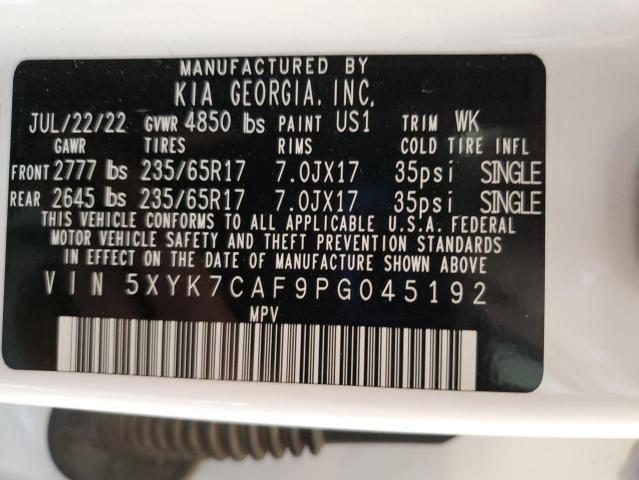 MANUFACTURED BY
KIA GEORGIA, INC.
JUL/22/22 GVWR 4850 lbs PAINT US1 TRIM WK
GAWR TIRES RIMS COLD TIRE INFL
FRONT 2777 lbs 235/65R17 7.0JX17 35psi SINGLE
REAR 2645 lbs 235/65R17 7.0JX17 35psi SINGLE
THIS VEHICLE CONFORMS TO ALL APPLICABLE U.S.A. FEDERAL
MOTOR VEHICLE SAFETY AND THEFT PREVENTION STANDARDS
IN EFFECT ON THE DATE OF MANUFACTURE SHOWN ABOVE
VIN 5XYK7CAF9PG045192
MPV